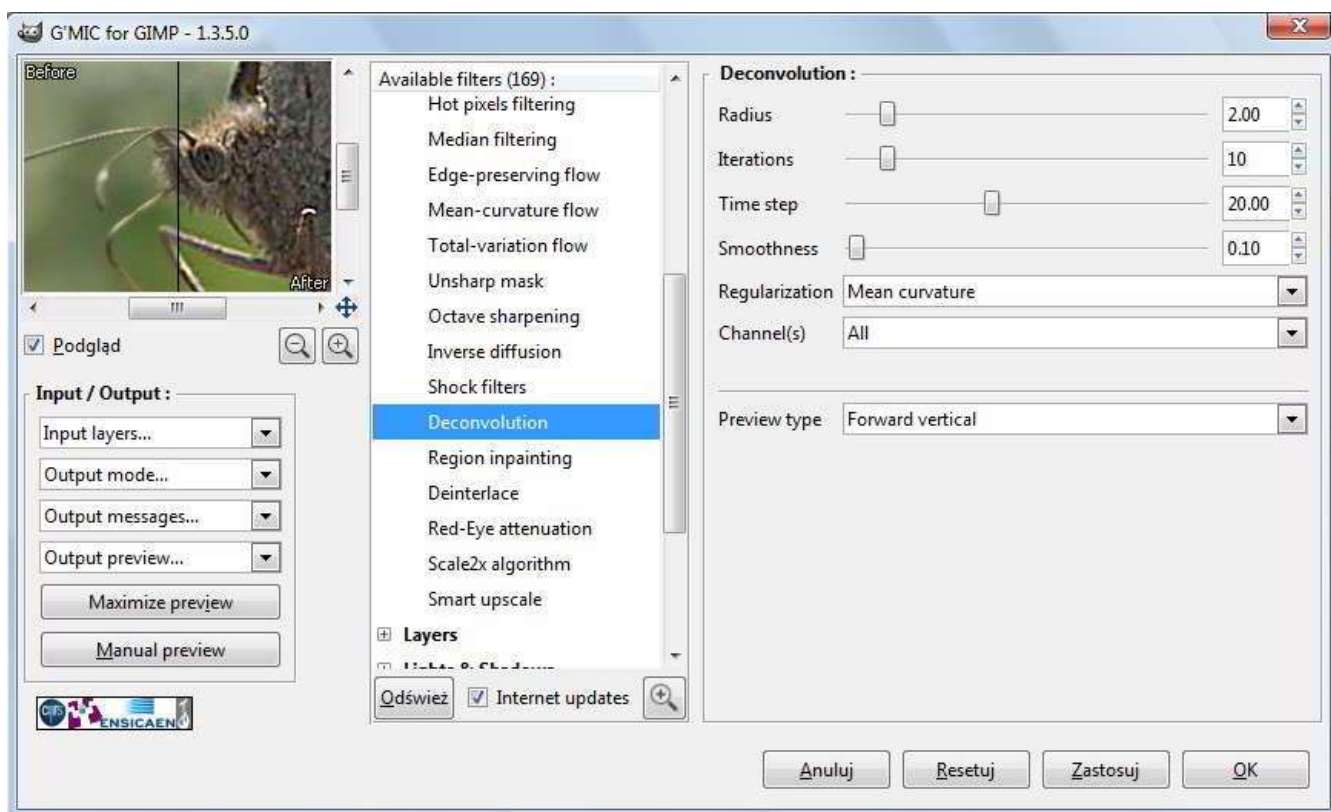 G'MIC for GIMP - 1.3.5.0
Before
After
Podgląd
Input / Output :
Input layers...
Output mode...
Output messages...
Output preview...
Maximize preview
Manual preview
cnrs
ENSICAEN
Available filters (169) :
Hot pixels filtering
Median filtering
Edge-preserving flow
Mean-curvature flow
Total-variation flow
Unsharp mask
Octave sharpening
Inverse diffusion
Shock filters
Deconvolution
Region inpainting
Deinterlace
Red-Eye attenuation
Scale2x algorithm
Smart upscale
Layers
Lights & Shadows
Odśwież
Internet updates
Deconvolution :
Radius 2.00
Iterations 10
Time step 20.00
Smoothness 0.10
Regularization Mean curvature
Channel(s) All
Preview type Forward vertical
Anuluj Resetuj Zastosuj OK